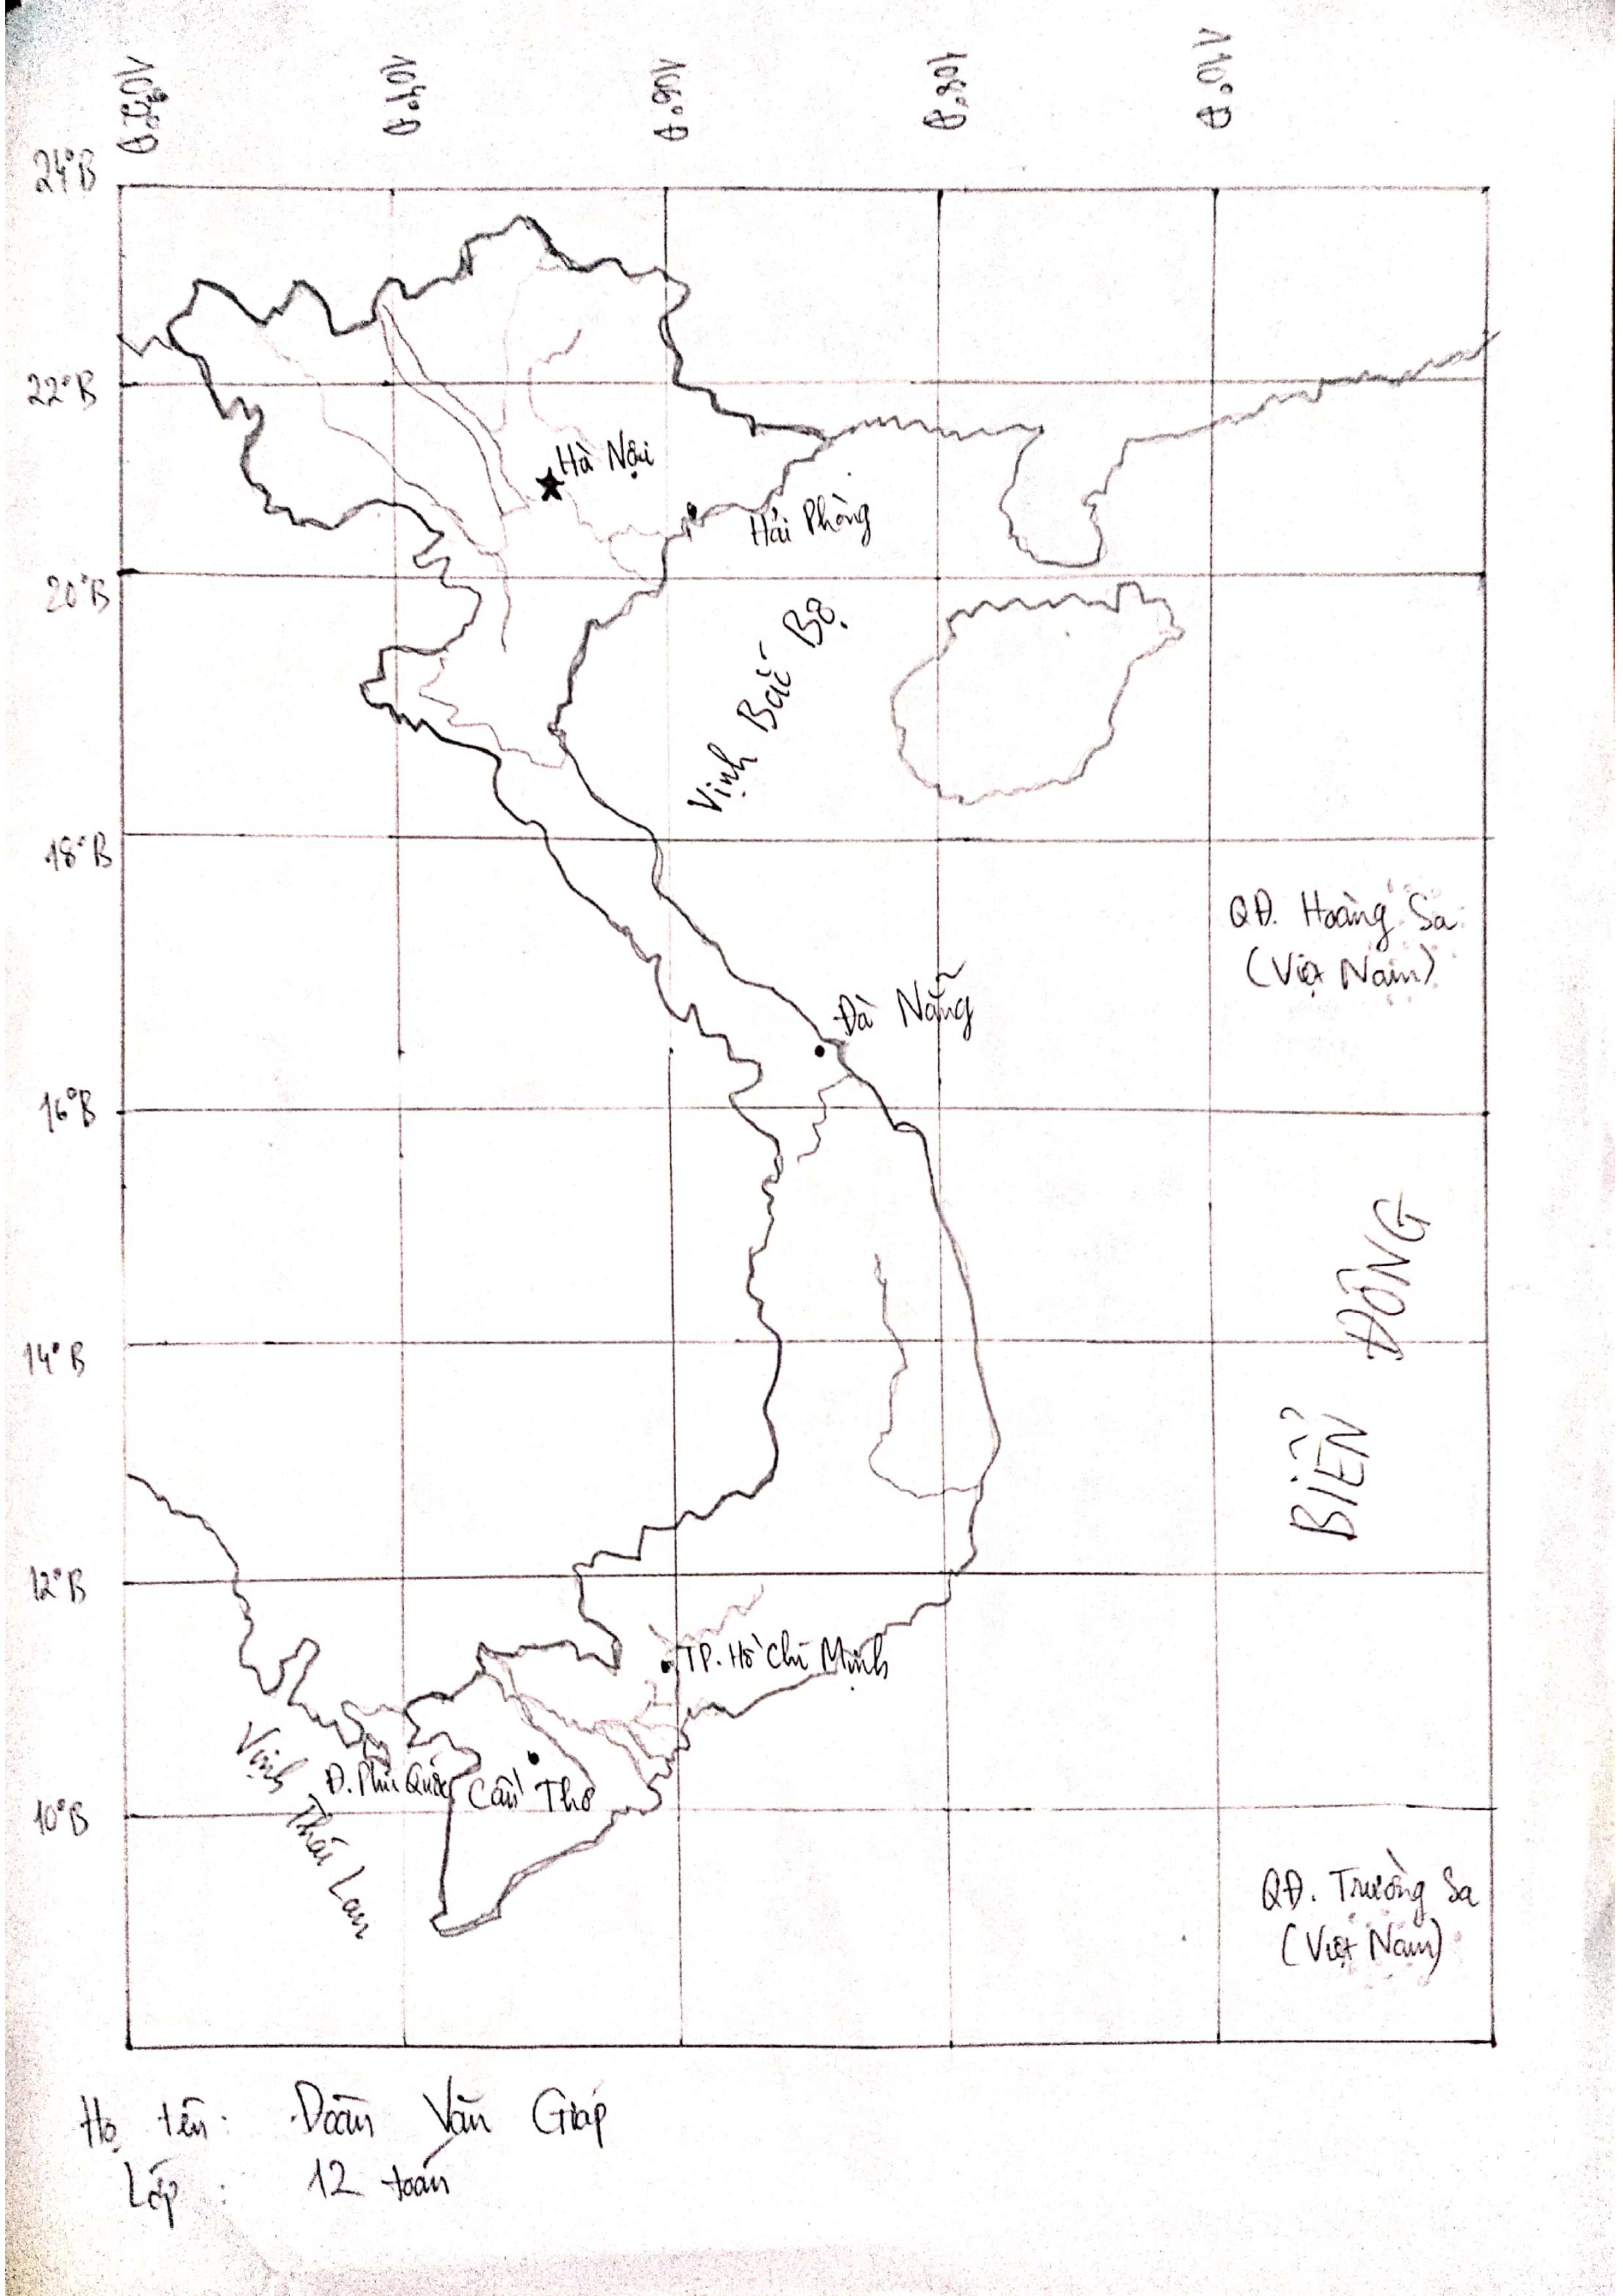 102°Đ
104°Đ
106°Đ
108°Đ
110°Đ
24°B
22°B
Hà Nội
Hải Phòng
20°B
Vịnh Bắc Bộ
18°B
QĐ. Hoàng Sa
(Việt Nam)
Đà Nẵng
16°B
14°B
BIỂN ĐÔNG
12°B
TP. Hồ Chí Minh
Đ. Phú Quốc
Cần Thơ
Vịnh Thái Lan
10°B
QĐ. Trường Sa
(Việt Nam)
Họ tên: Doãn Văn Giáp
Lớp : 12 toán